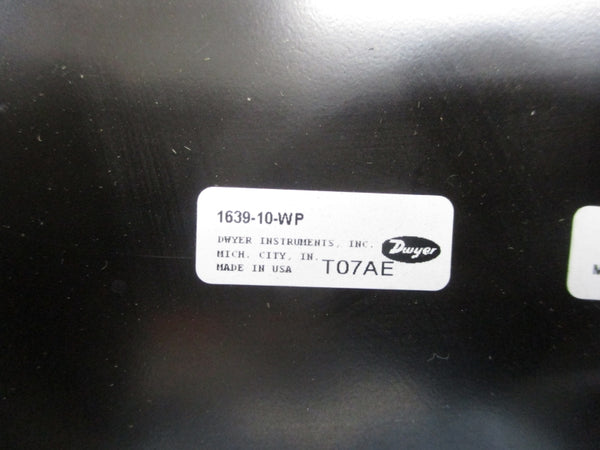 1639-10-WP
DWYER INSTRUMENTS, INC.
MICH. CITY, IN.
MADE IN USA
T07AE
Dwyer